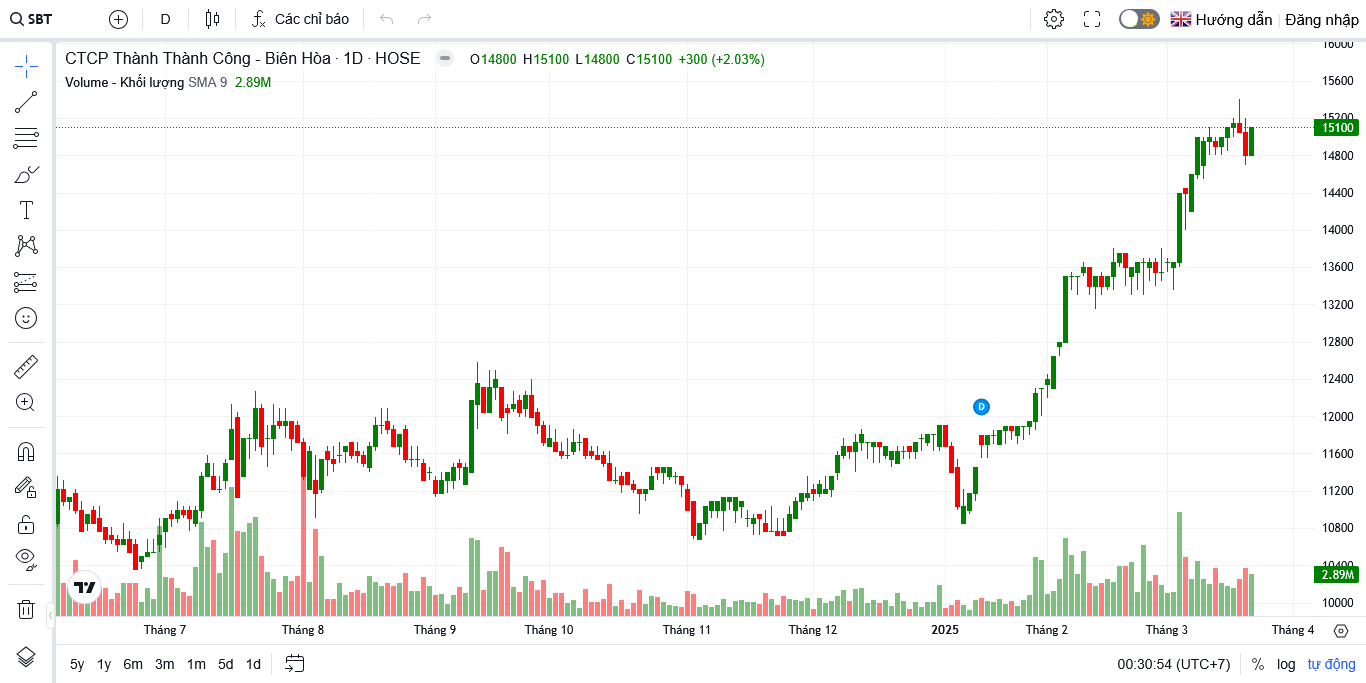 SBT D Các chỉ báo Hướng dẫn Đăng nhập
CTCP Thành Thành Công - Biên Hòa · 1D · HOSE O14800 H15100 L14800 C15100 +300 (+2.03%)
Volume - Khối lượng SMA 9 2.89M
16000
15600
15200
15100
14800
14400
14000
13600
13200
12800
12400
12000
11600
11200
10800
10400
2.89M
10000
D
Tháng 7 Tháng 8 Tháng 9 Tháng 10 Tháng 11 Tháng 12 2025 Tháng 2 Tháng 3 Tháng 4
5y 1y 6m 3m 1m 5d 1d 00:30:54 (UTC+7) % log tự động